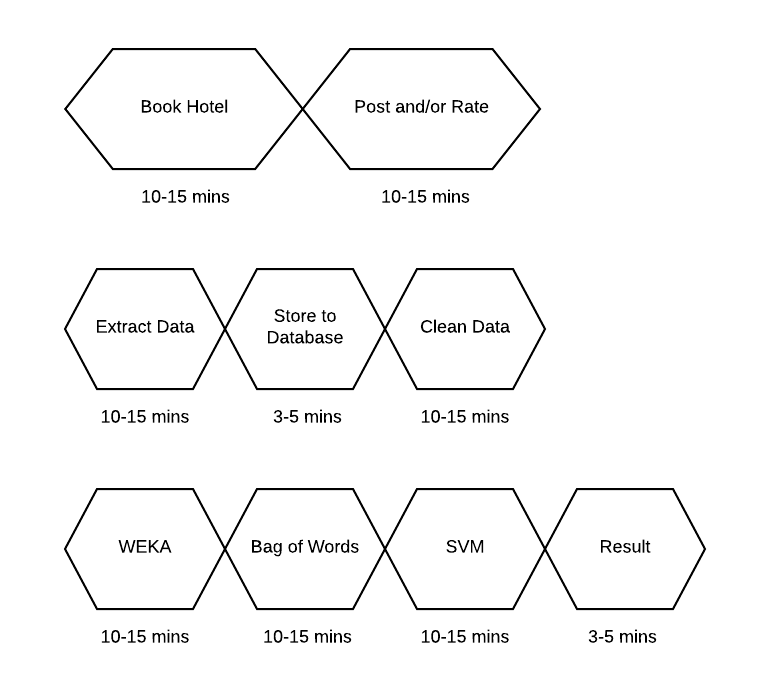 Book Hotel
Post and/or Rate
10-15 mins
10-15 mins
Extract Data
Store to
Database
Clean Data
10-15 mins
3-5 mins
10-15 mins
WEKA
Bag of Words
SVM
Result
10-15 mins
10-15 mins
10-15 mins
3-5 mins